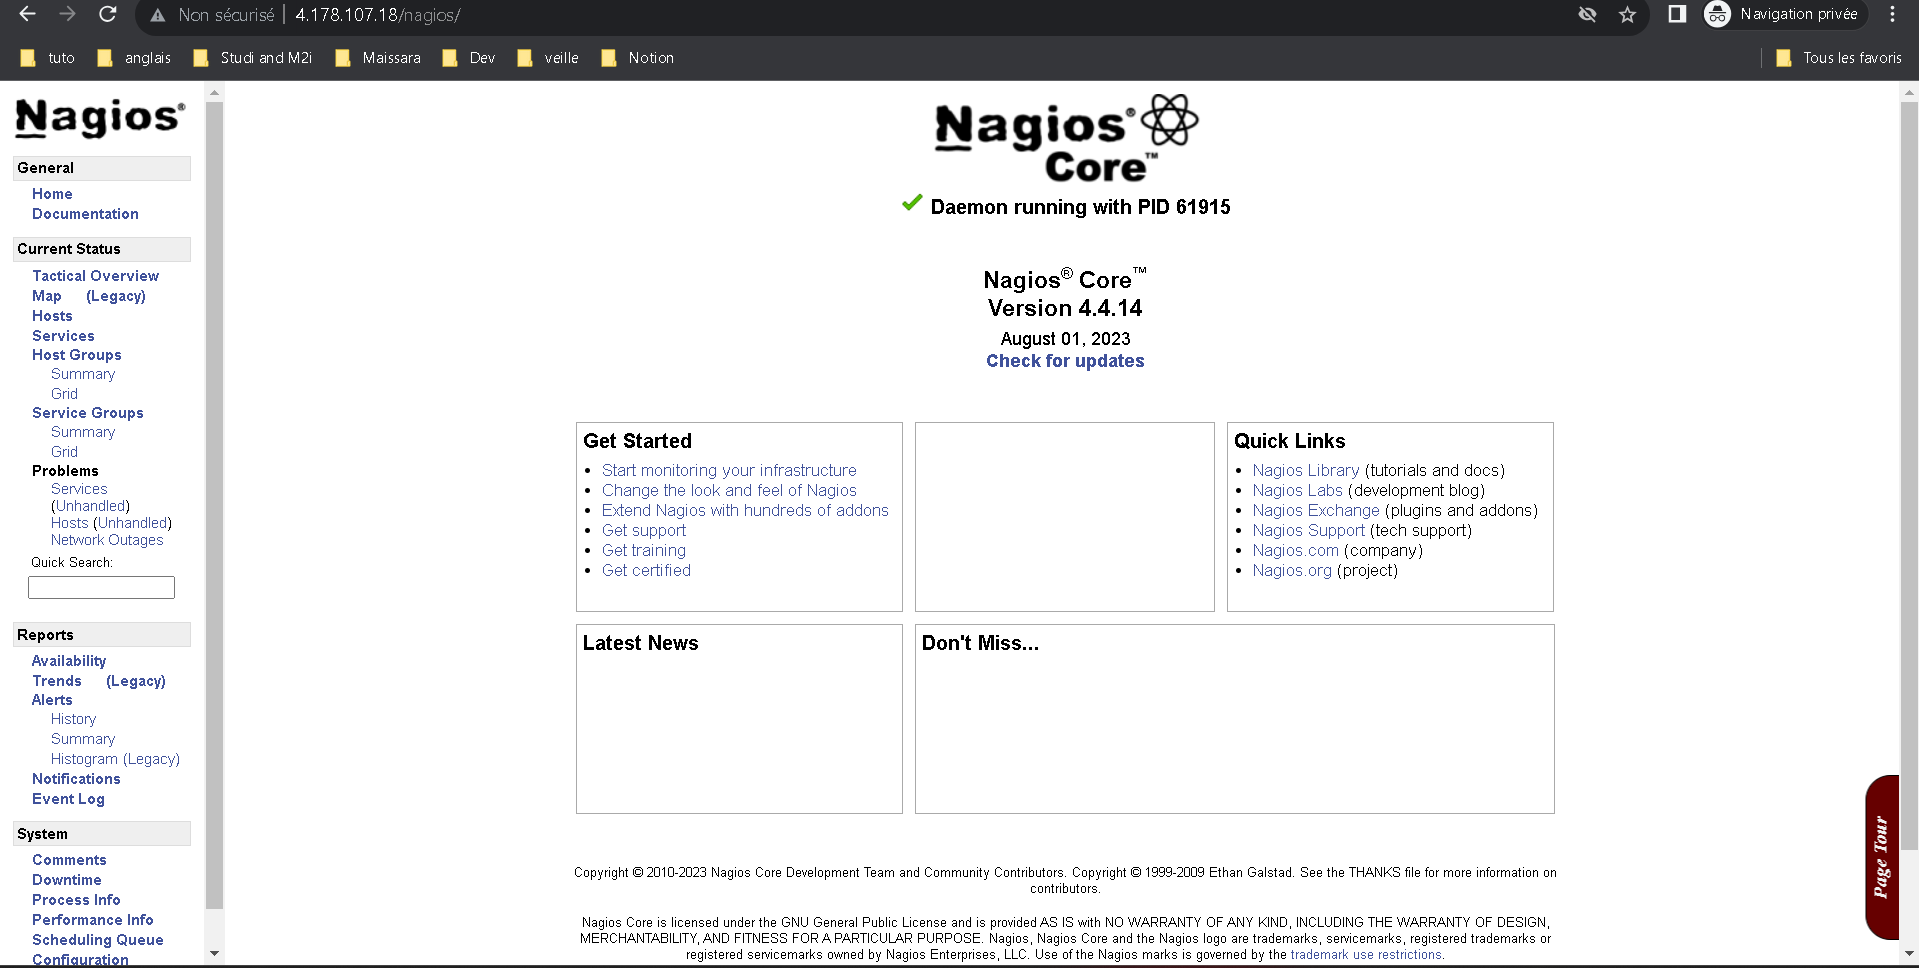 Non sécurisé | 4.178.107.18/nagios/
Navigation privée
tuto anglais Studi and M2i Maissara Dev veille Notion
Tous les favoris
Nagios®
General
Home
Documentation
Current Status
Tactical Overview
Map (Legacy)
Hosts
Services
Host Groups
Summary
Grid
Service Groups
Summary
Grid
Problems
Services
(Unhandled)
Hosts (Unhandled)
Network Outages
Quick Search:
Reports
Availability
Trends (Legacy)
Alerts
History
Summary
Histogram (Legacy)
Notifications
Event Log
System
Comments
Downtime
Process Info
Performance Info
Scheduling Queue
Configuration
Nagios®
Core™
Daemon running with PID 61915
Nagios® Core™
Version 4.4.14
August 01, 2023
Check for updates
Get Started
• Start monitoring your infrastructure
• Change the look and feel of Nagios
• Extend Nagios with hundreds of addons
• Get support
• Get training
• Get certified
Quick Links
• Nagios Library (tutorials and docs)
• Nagios Labs (development blog)
• Nagios Exchange (plugins and addons)
• Nagios Support (tech support)
• Nagios.com (company)
• Nagios.org (project)
Latest News
Don't Miss...
Page Tour
Copyright © 2010-2023 Nagios Core Development Team and Community Contributors. Copyright © 1999-2009 Ethan Galstad. See the THANKS file for more information on
contributors.
Nagios Core is licensed under the GNU General Public License and is provided AS IS with NO WARRANTY OF ANY KIND, INCLUDING THE WARRANTY OF DESIGN,
MERCHANTABILITY, AND FITNESS FOR A PARTICULAR PURPOSE. Nagios, Nagios Core and the Nagios logo are trademarks, servicemarks, registered trademarks or
registered servicemarks owned by Nagios Enterprises, LLC. Use of the Nagios marks is governed by the trademark use restrictions.